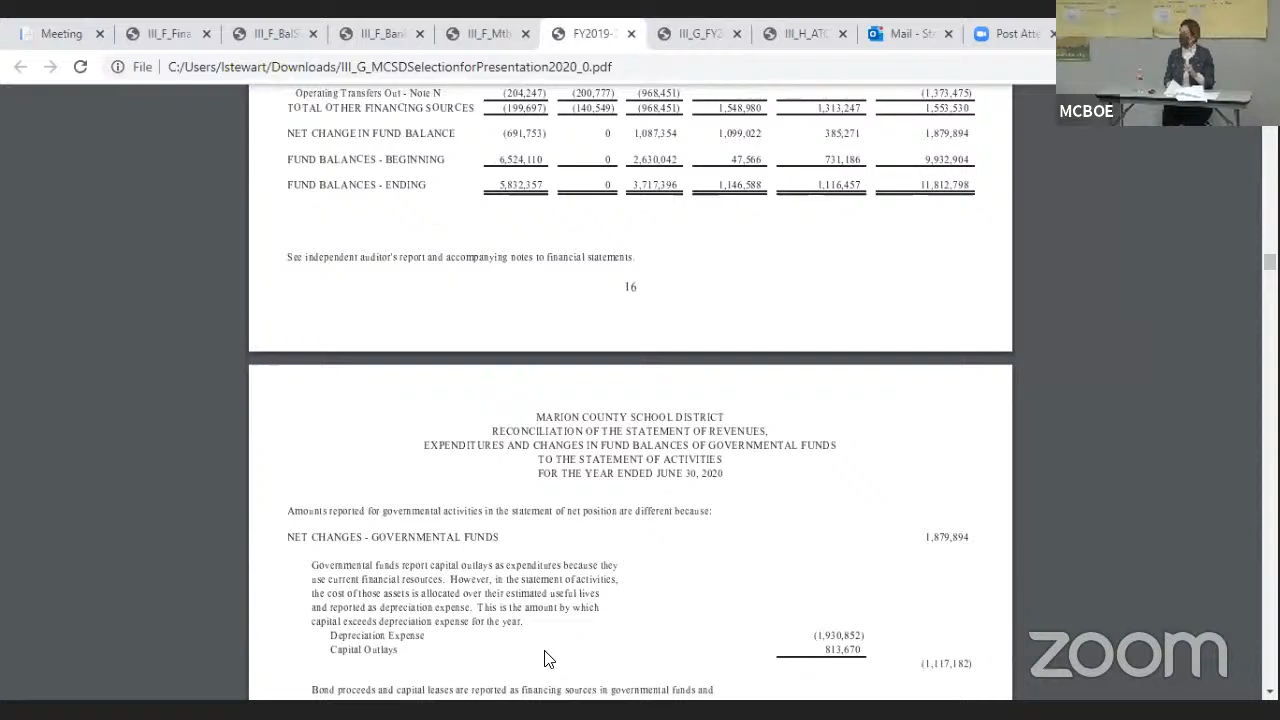 Meeting
III_F_Fina
III_F_BalS
III_F_Ban
III_F_Mth
FY2019-
III_G_FY2
III_H_ATC
Mail - Ste
Post Atte
File C:/Users/lstewart/Downloads/III_G_MCSDSelectionforPresentation2020_0.pdf
MCBOE
Operating Transfers Out - Note N (204,247) (200,777) (968,451) (1,373,475)
TOTAL OTHER FINANCING SOURCES (199,697) (140,549) (968,451) 1,548,980 1,313,247 1,553,530
NET CHANGE IN FUND BALANCE (691,753) 0 1,087,354 1,099,022 385,271 1,879,894
FUND BALANCES - BEGINNING 6,524,110 0 2,630,042 47,566 731,186 9,932,904
FUND BALANCES - ENDING 5,832,357 0 3,717,396 1,146,588 1,116,457 11,812,798
See independent auditor's report and accompanying notes to financial statements.
16
MARION COUNTY SCHOOL DISTRICT
RECONCILIATION OF THE STATEMENT OF REVENUES,
EXPENDITURES AND CHANGES IN FUND BALANCES OF GOVERNMENTAL FUNDS
TO THE STATEMENT OF ACTIVITIES
FOR THE YEAR ENDED JUNE 30, 2020
Amounts reported for governmental activities in the statement of net position are different because:
NET CHANGES - GOVERNMENTAL FUNDS 1,879,894
Governmental funds report capital outlays as expenditures because they
use current financial resources. However, in the statement of activities,
the cost of those assets is allocated over their estimated useful lives
and reported as depreciation expense. This is the amount by which
capital exceeds depreciation expense for the year.
Depreciation Expense (1,930,852)
Capital Outlays 813,670
(1,117,182)
Bond proceeds and capital leases are reported as financing sources in governmental funds and
zoom